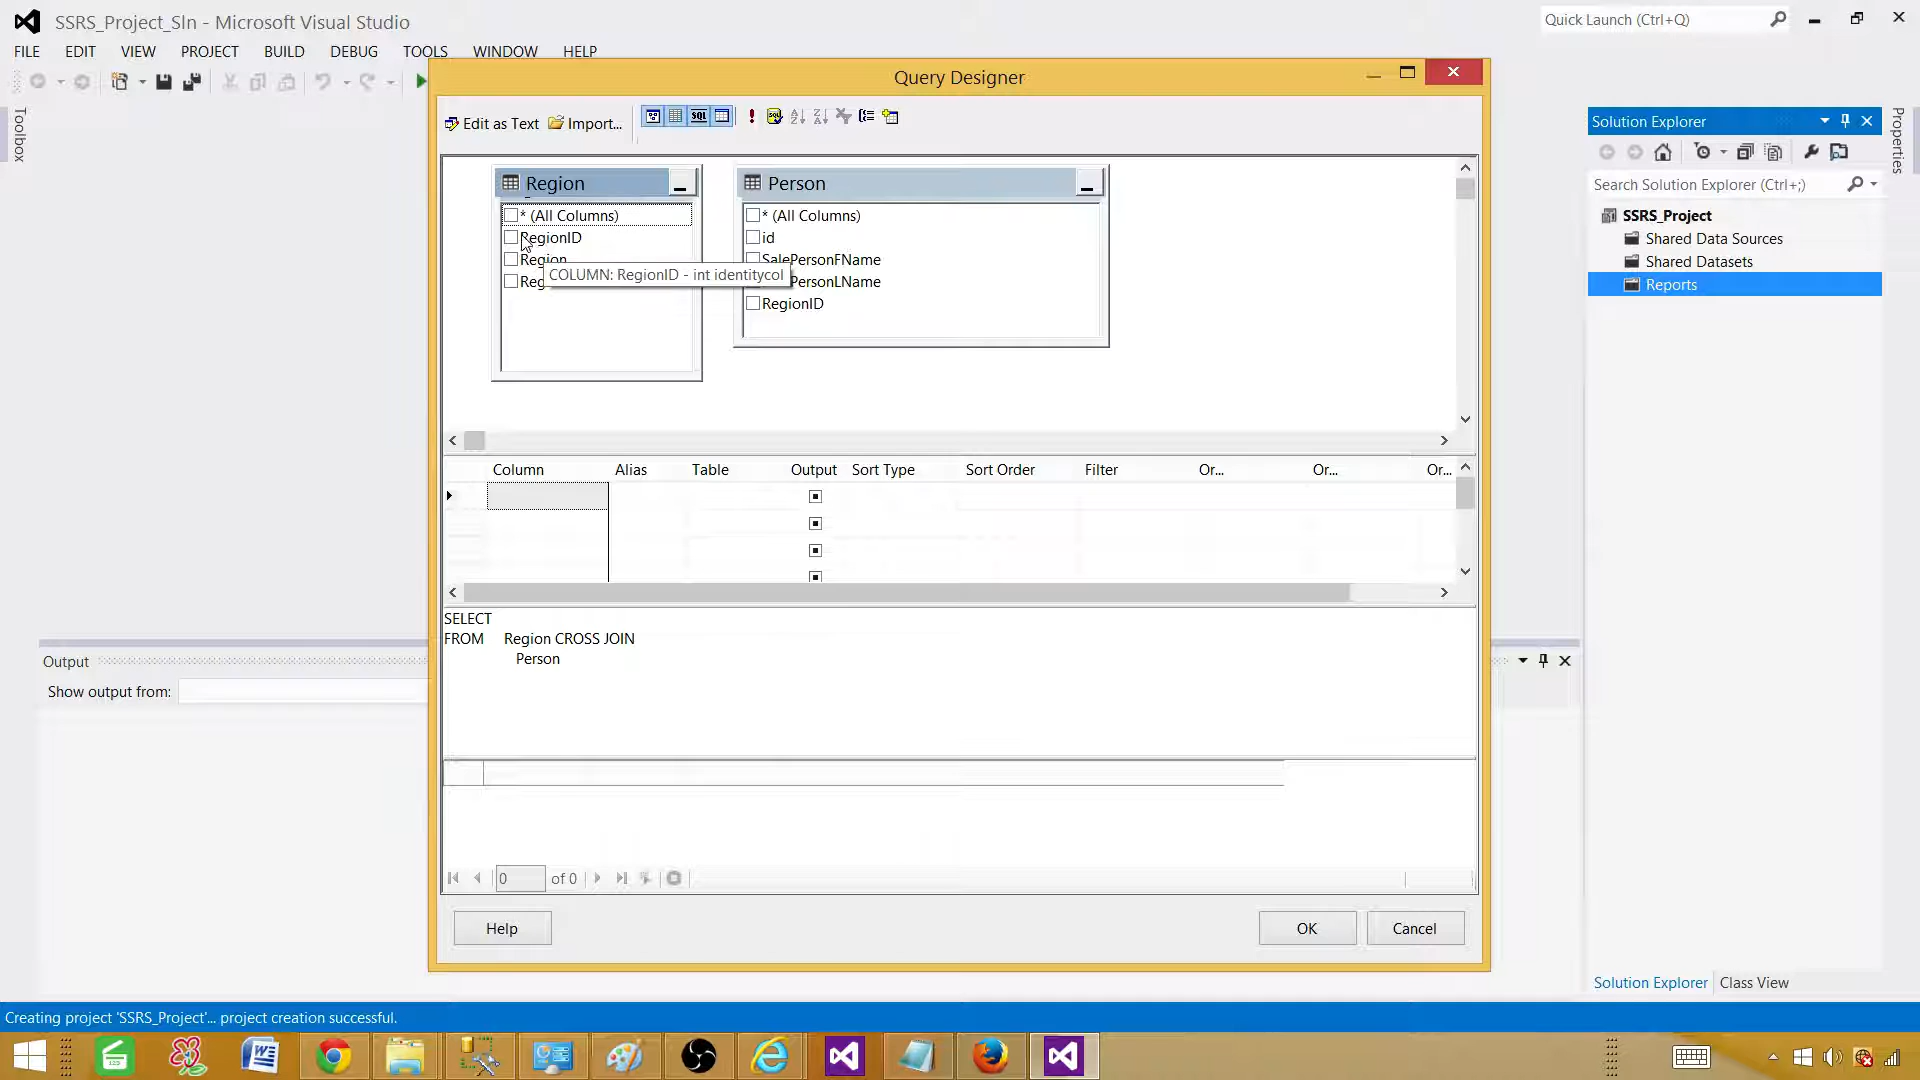 SSRS_Project_Sln - Microsoft Visual Studio
Quick Launch (Ctrl+Q)
FILE EDIT VIEW PROJECT BUILD DEBUG TOOLS WINDOW HELP
Query Designer
Edit as Text Import... SQL
Toolbox
Solution Explorer
Properties
Search Solution Explorer (Ctrl+;)
SSRS_Project
Shared Data Sources
Shared Datasets
Reports
Region
* (All Columns)
RegionID
Region
Reg
COLUMN: RegionID - int identitycol
Person
* (All Columns)
id
SalePersonFName
PersonLName
RegionID
Column Alias Table Output Sort Type Sort Order Filter Or... Or... Or...
SELECT
FROM Region CROSS JOIN
Person
Output
Show output from:
0 of 0
Help OK Cancel
Solution Explorer Class View
Creating project 'SSRS_Project'... project creation successful.